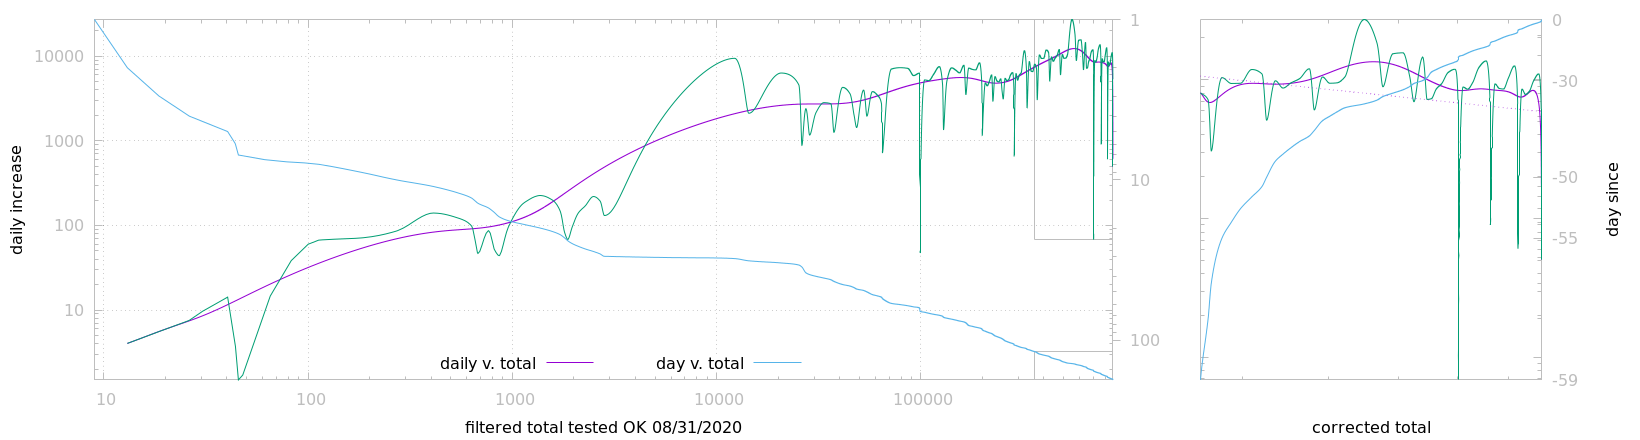 daily increase
10000
1000
100
10
10
100
1000
10000
100000
1
10
100
daily v. total
day v. total
filtered total tested OK 08/31/2020
0
-30
-50
-55
-59
day since
corrected total